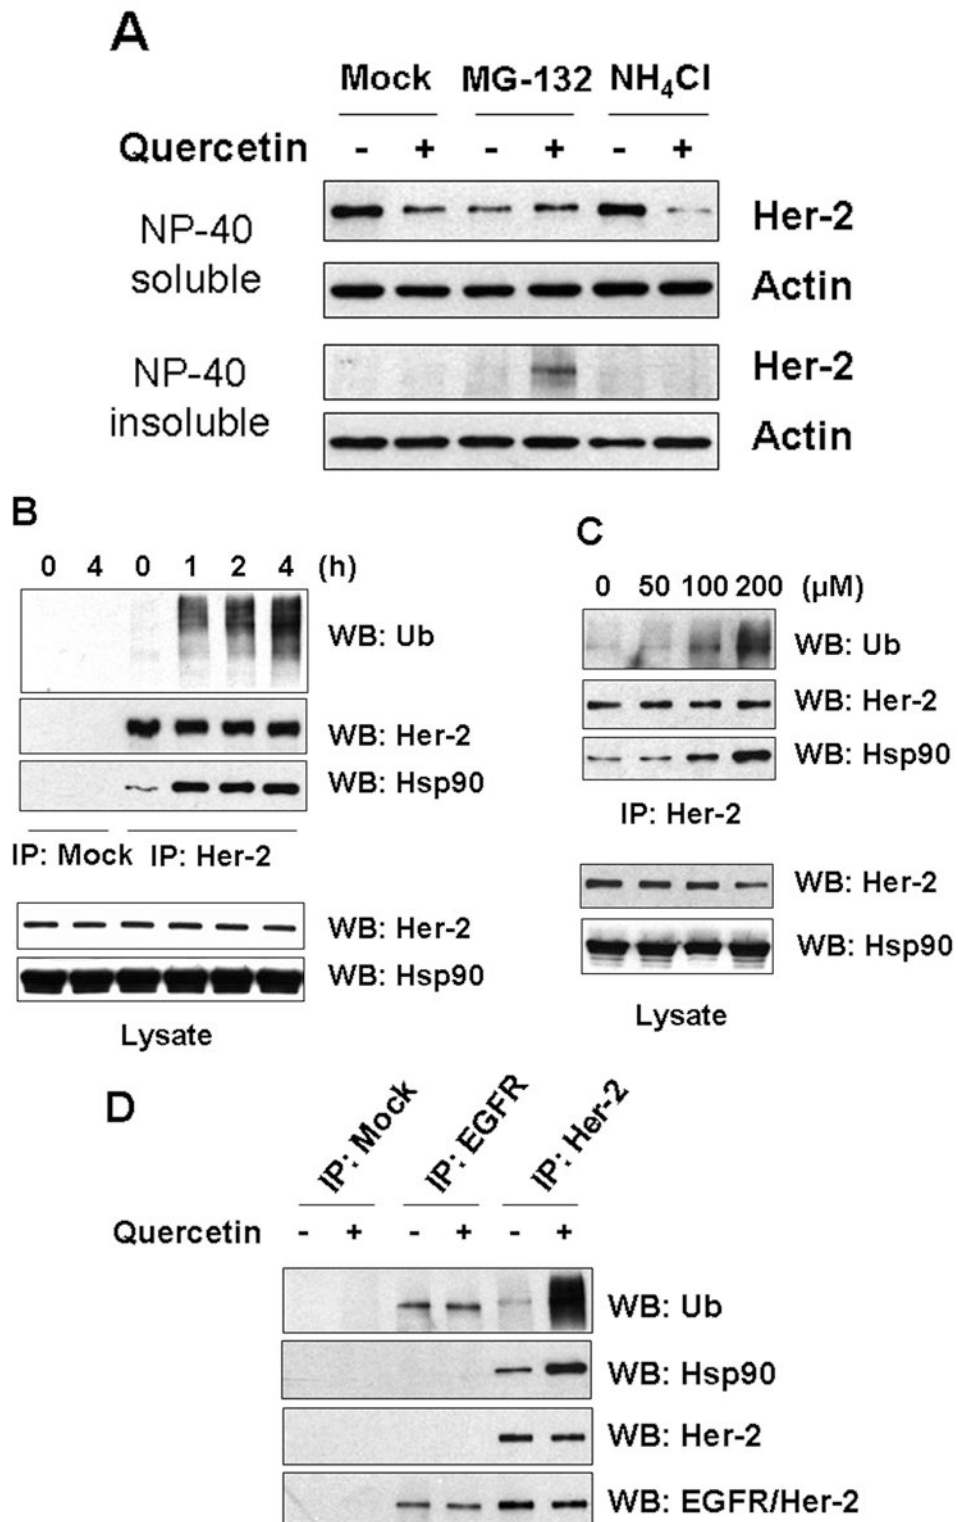 A
Mock MG-132 NH₄Cl
Quercetin - + - + - +
NP-40 soluble Her-2
Actin
NP-40 insoluble Her-2
Actin
B
0 4 0 1 2 4 (h)
WB: Ub
WB: Her-2
WB: Hsp90
IP: Mock IP: Her-2
WB: Her-2
WB: Hsp90
Lysate
C
0 50 100 200 (µM)
WB: Ub
WB: Her-2
WB: Hsp90
IP: Her-2
WB: Her-2
WB: Hsp90
Lysate
D
IP: Mock IP: EGFR IP: Her-2
Quercetin - + - + - +
WB: Ub
WB: Hsp90
WB: Her-2
WB: EGFR/Her-2